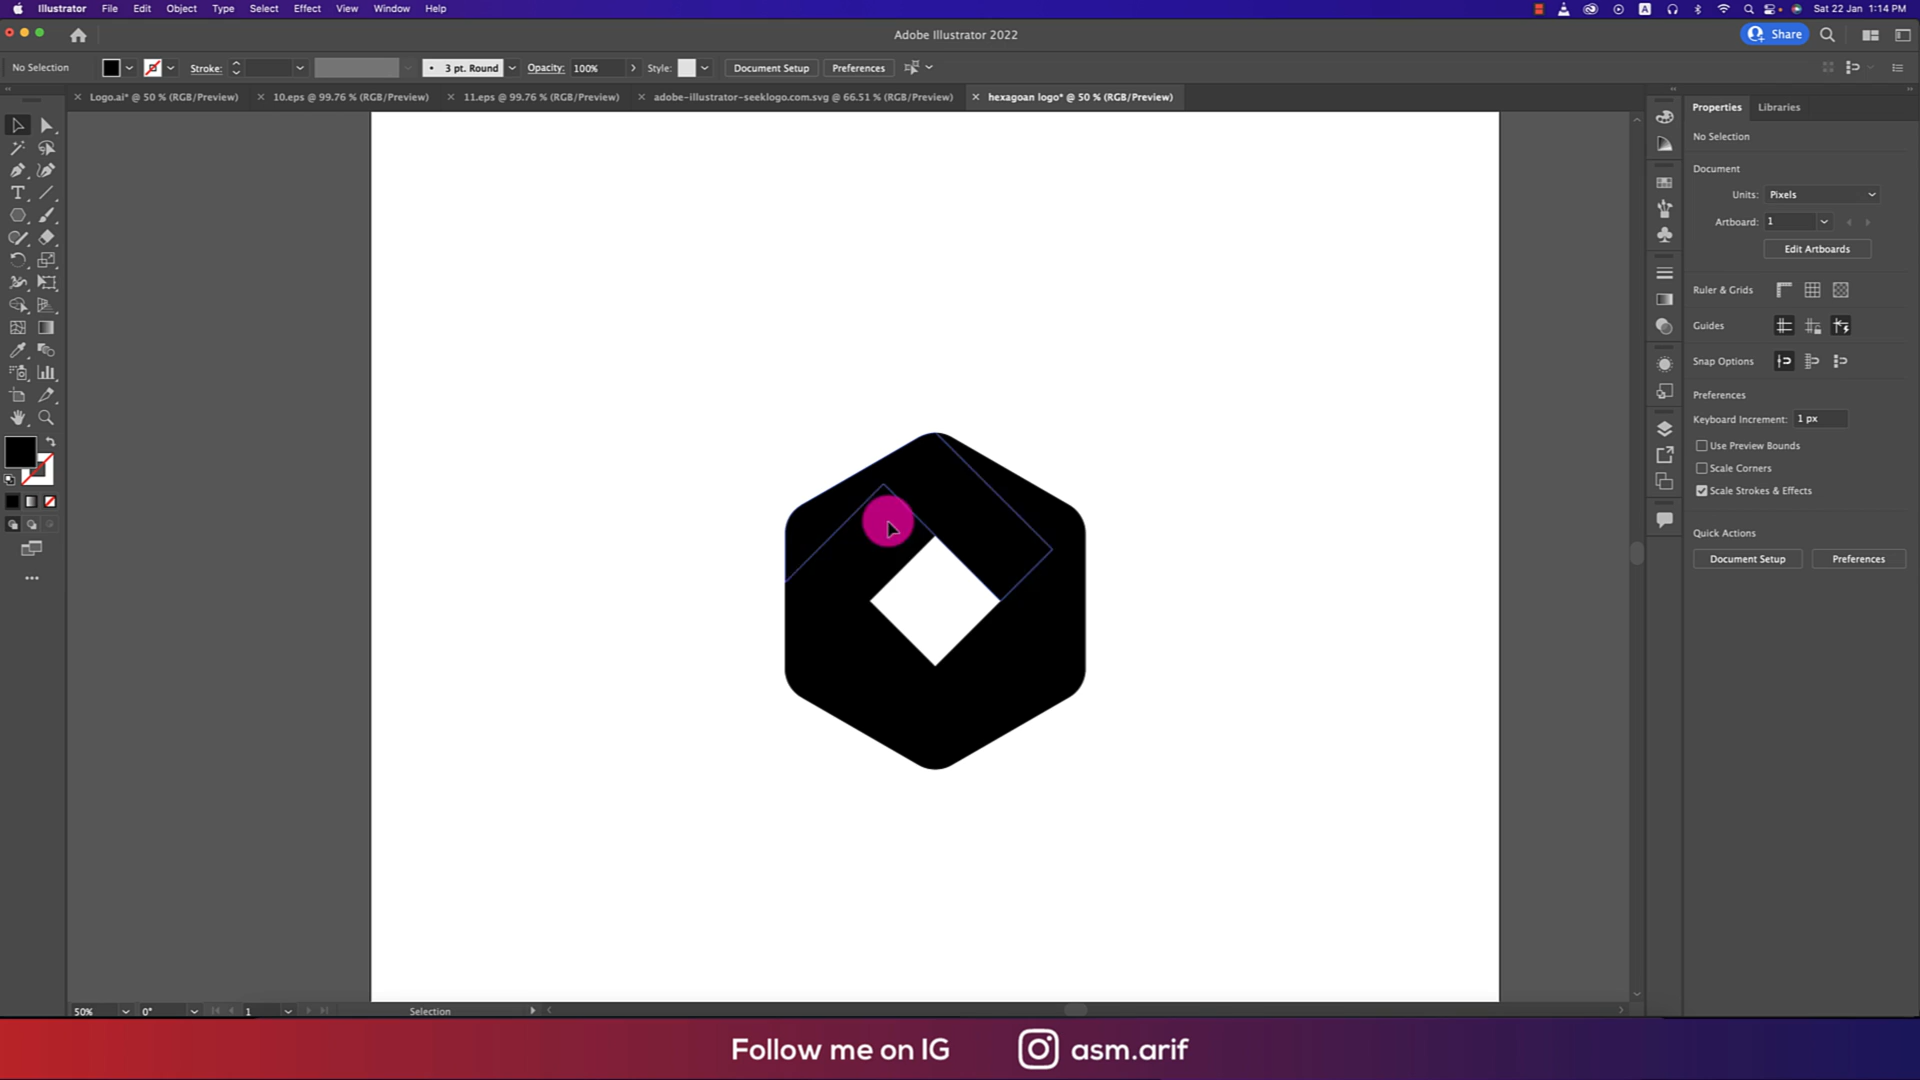 Illustrator File Edit Object Type Select Effect View Window Help
A Sat 22 Jan 1:14 PM
Adobe Illustrator 2022
Share
No Selection
Stroke:
3 pt. Round
Opacity: 100%
Style:
Document Setup
Preferences
Logo.ai* @ 50 % (RGB/Preview)
10.eps @ 99.76 % (RGB/Preview)
11.eps @ 99.76 % (RGB/Preview)
adobe-illustrator-seeklogo.com.svg @ 66.51 % (RGB/Preview)
hexagoan logo* @ 50 % (RGB/Preview)
Properties Libraries
No Selection
Document
Units: Pixels
Artboard: 1
Edit Artboards
Ruler & Grids
Guides
Snap Options
Preferences
Keyboard Increment: 1 px
Use Preview Bounds
Scale Corners
Scale Strokes & Effects
Quick Actions
Document Setup Preferences
50% 0° 1 Selection
Follow me on IG asm.arif